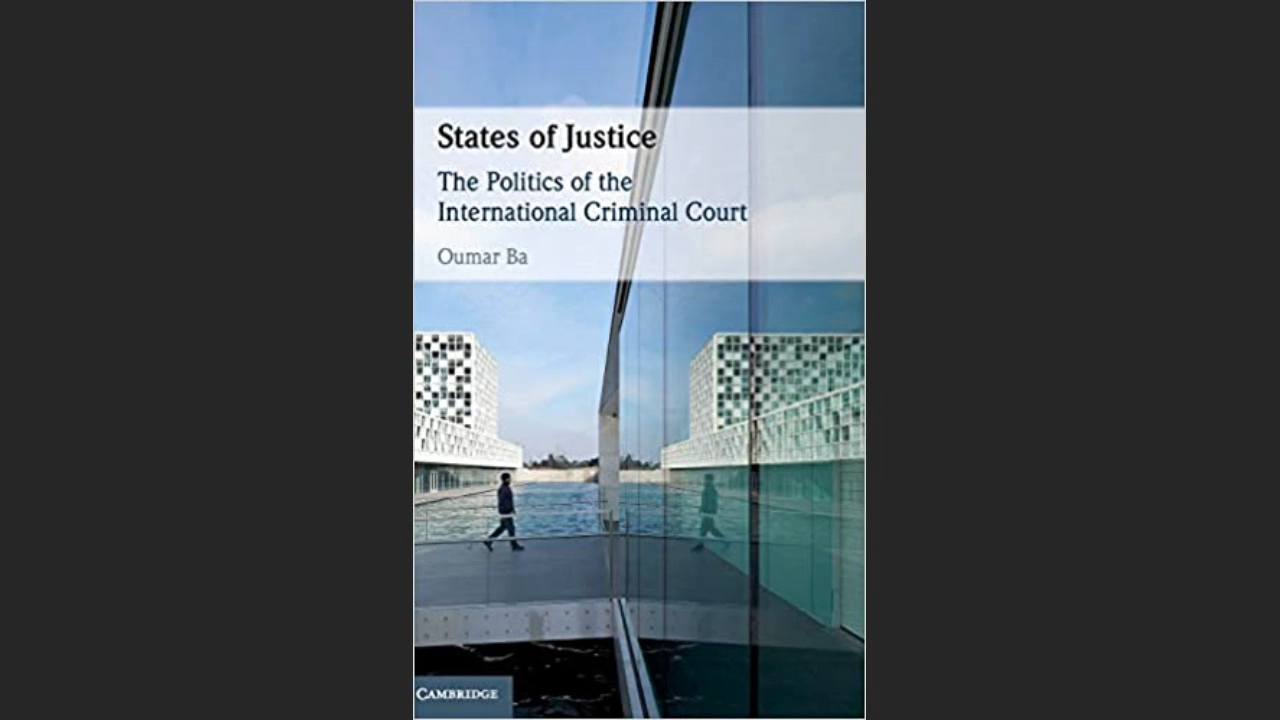 States of Justice
The Politics of the
International Criminal Court
Oumar Ba
CAMBRIDGE